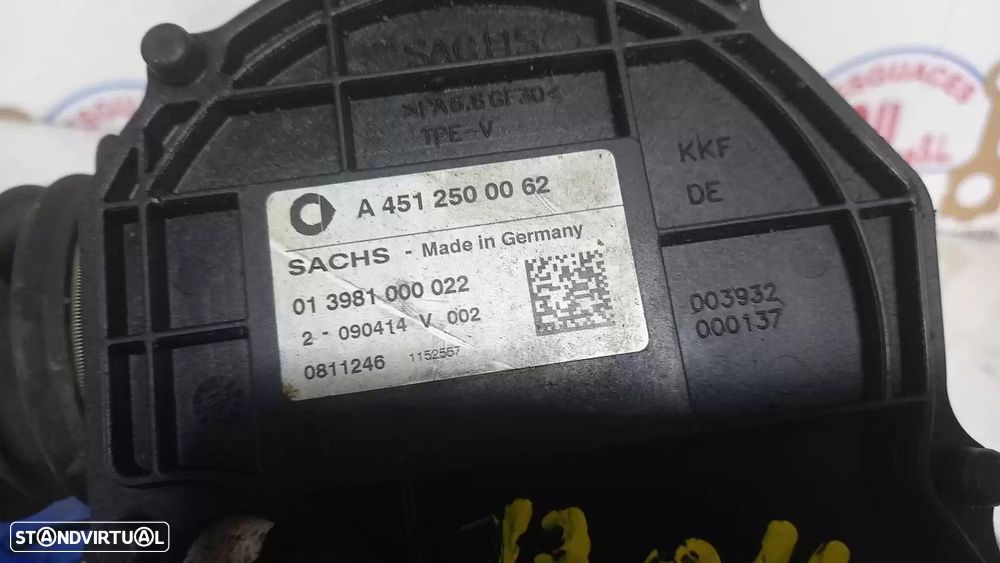 SACHS
>PA6.6 GF30<
TPE-V
KKF
DE
A 451 250 00 62
SACHS - Made in Germany
01 3981 000 022
2 - 090414 V 002
0811246 1152557
003932
000137
STANDVIRTUAL